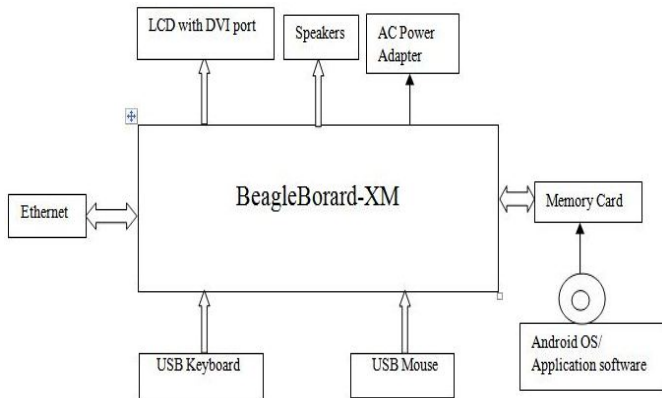 LCD with DVI port
Speakers
AC Power
Adapter
BeagleBorard-XM
Ethernet
Memory Card
Android OS/
Application software
USB Keyboard
USB Mouse